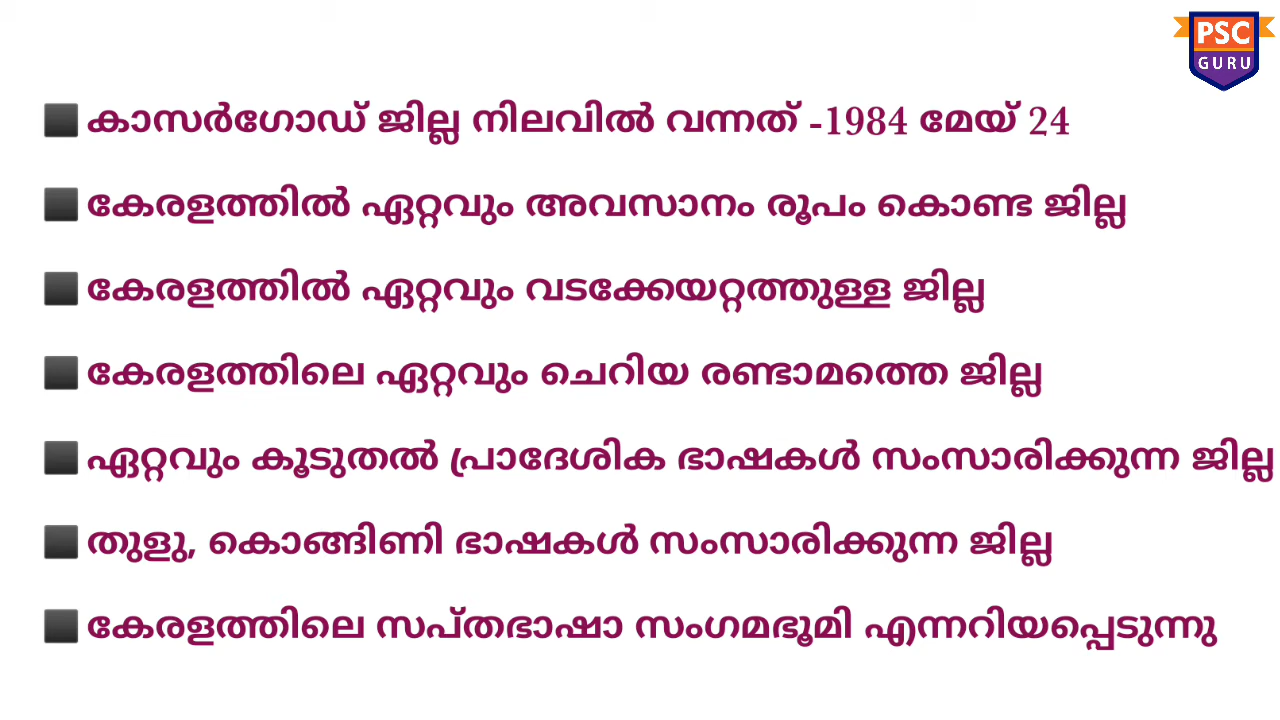 PSC
GURU
കാസർഗോഡ് ജില്ല നിലവിൽ വന്നത് -1984 മേയ് 24
കേരളത്തിൽ ഏറ്റവും അവസാനം രൂപം കൊണ്ട ജില്ല
കേരളത്തിൽ ഏറ്റവും വടക്കേയറ്റത്തുള്ള ജില്ല
കേരളത്തിലെ ഏറ്റവും ചെറിയ രണ്ടാമത്തെ ജില്ല
ഏറ്റവും കൂടുതൽ പ്രാദേശിക ഭാഷകൾ സംസാരിക്കുന്ന ജില്ല
തുളു, കൊങ്ങിണി ഭാഷകൾ സംസാരിക്കുന്ന ജില്ല
കേരളത്തിലെ സപ്തഭാഷാ സംഗമഭൂമി എന്നറിയപ്പെടുന്നു